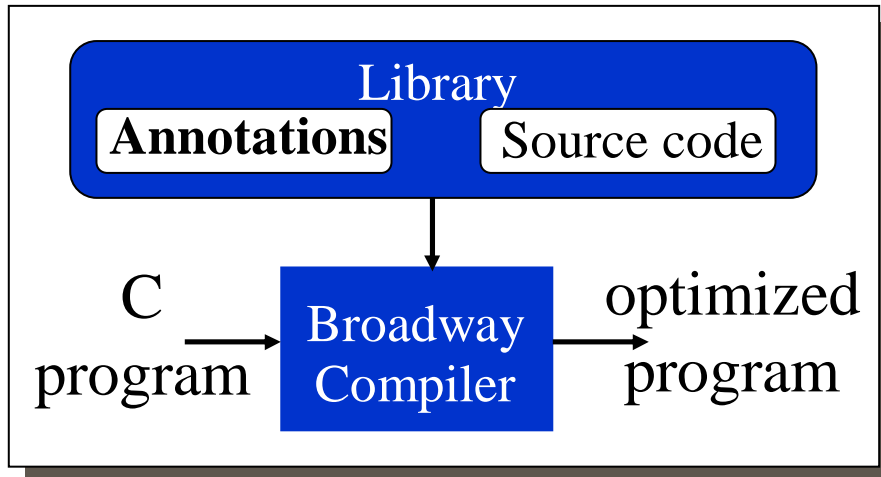 Library
Annotations
Source code
C
program
Broadway
Compiler
optimized
program